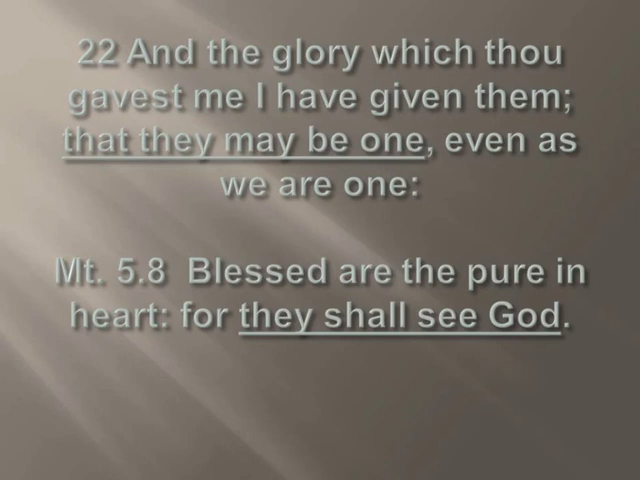 22 And the glory which thou
gavest me I have given them;
that they may be one, even as
we are one:
Mt. 5.8  Blessed are the pure in
heart: for they shall see God.